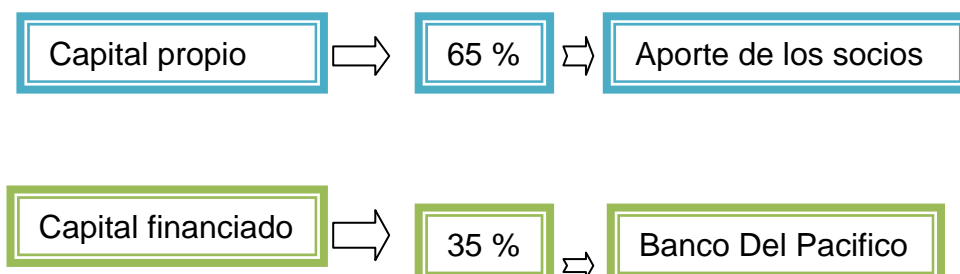 Capital propio 65 % Aporte de los socios
Capital financiado 35 % Banco Del Pacifico